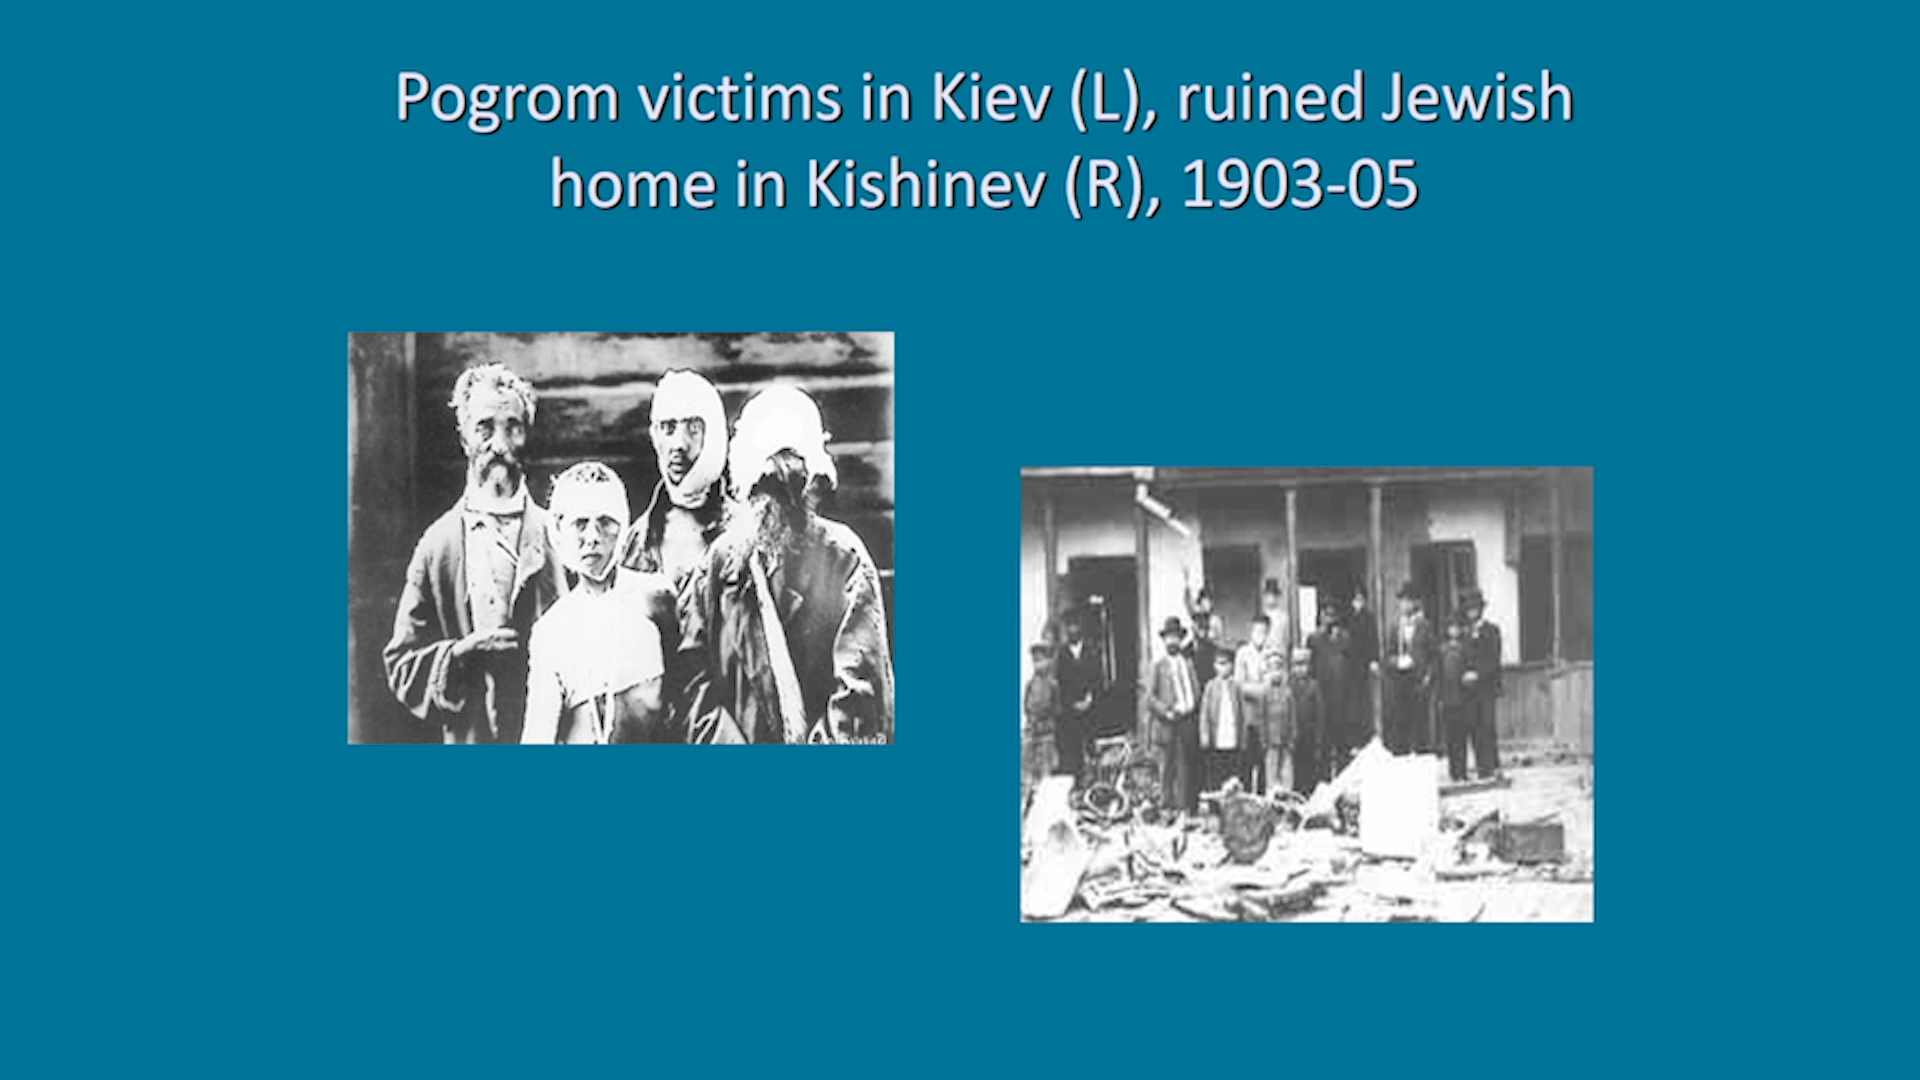 Pogrom victims in Kiev (L), ruined Jewish
home in Kishinev (R), 1903-05